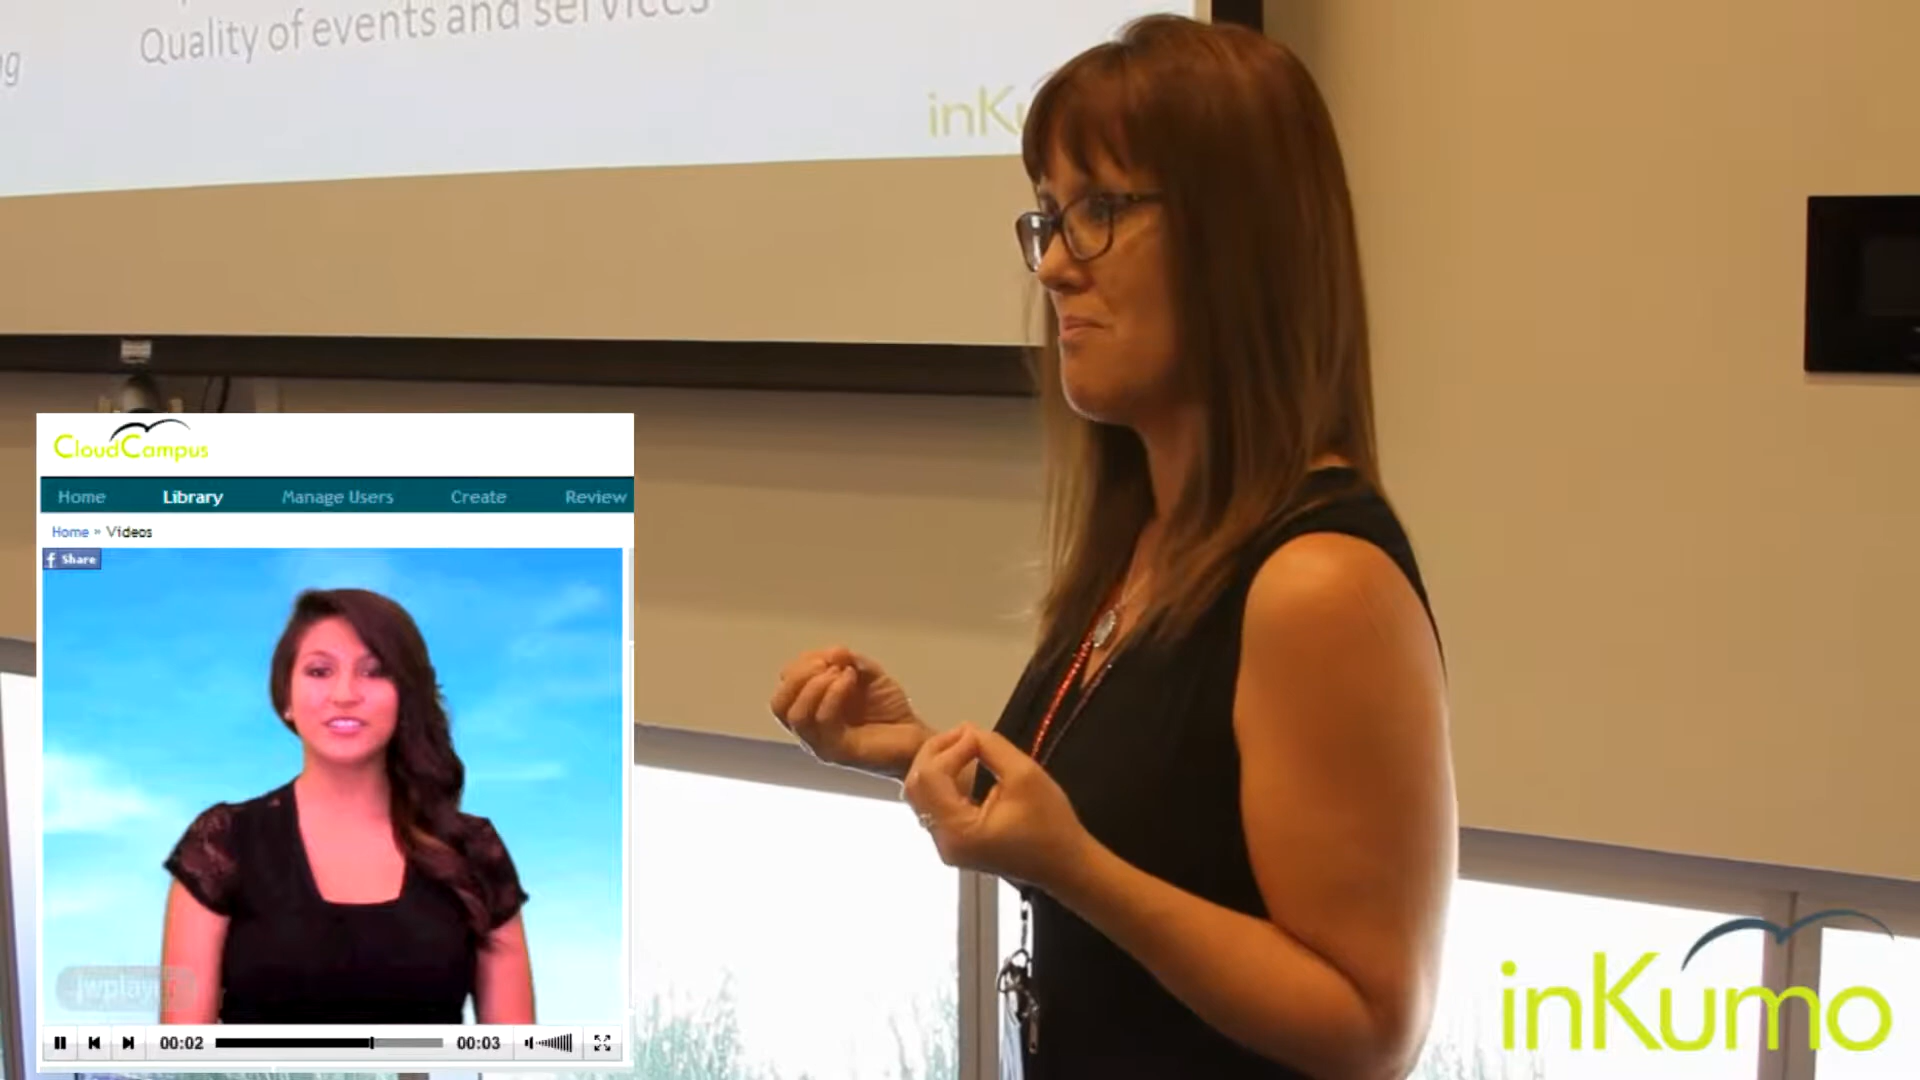 Quality of events and services
inKu
CloudCampus
Home Library Manage Users Create Review
Home » Videos
f Share
jwplayer
00:02 00:03
inKumo